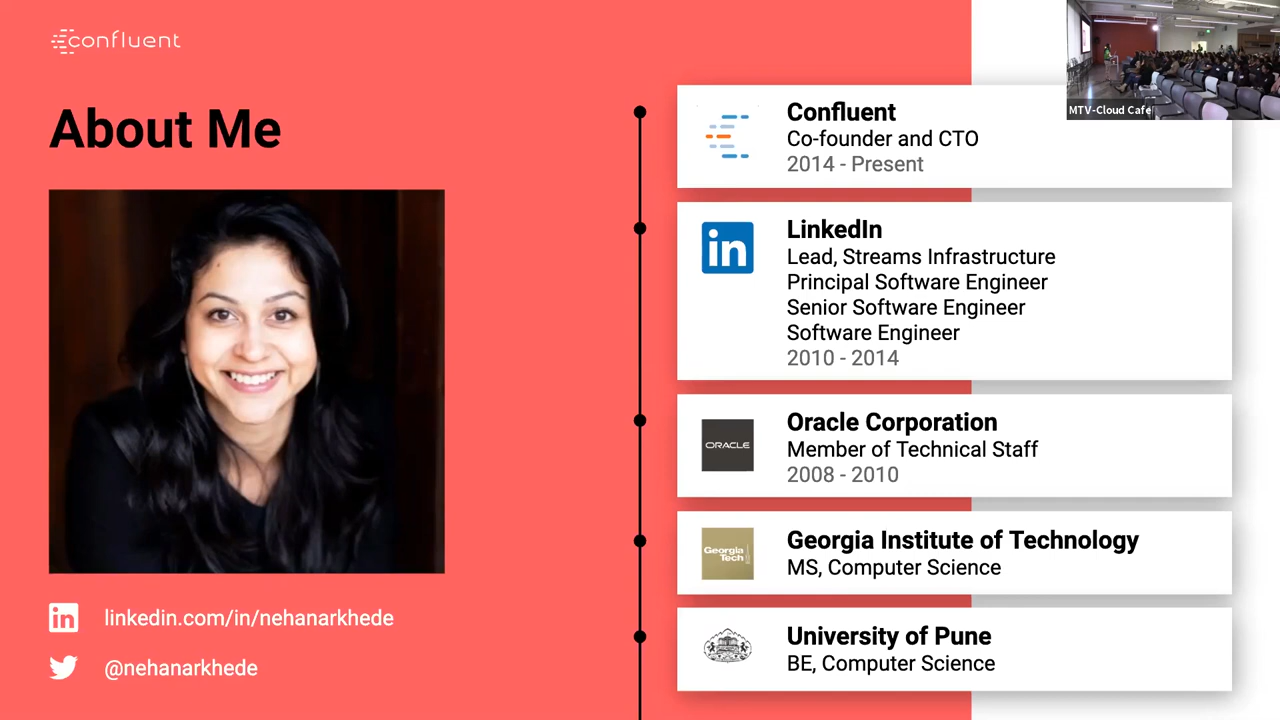 confluent
About Me
linkedin.com/in/nehanarkhede
@nehanarkhede
Confluent
Co-founder and CTO
2014 - Present
LinkedIn
Lead, Streams Infrastructure
Principal Software Engineer
Senior Software Engineer
Software Engineer
2010 - 2014
ORACLE
Oracle Corporation
Member of Technical Staff
2008 - 2010
Georgia
Tech
Georgia Institute of Technology
MS, Computer Science
University of Pune
BE, Computer Science
MTV-Cloud Cafe
in
in